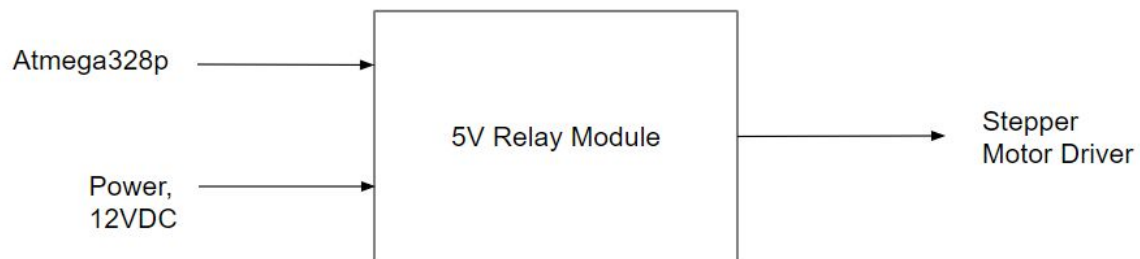 Atmega328p
Power,
12VDC
5V Relay Module
Stepper
Motor Driver